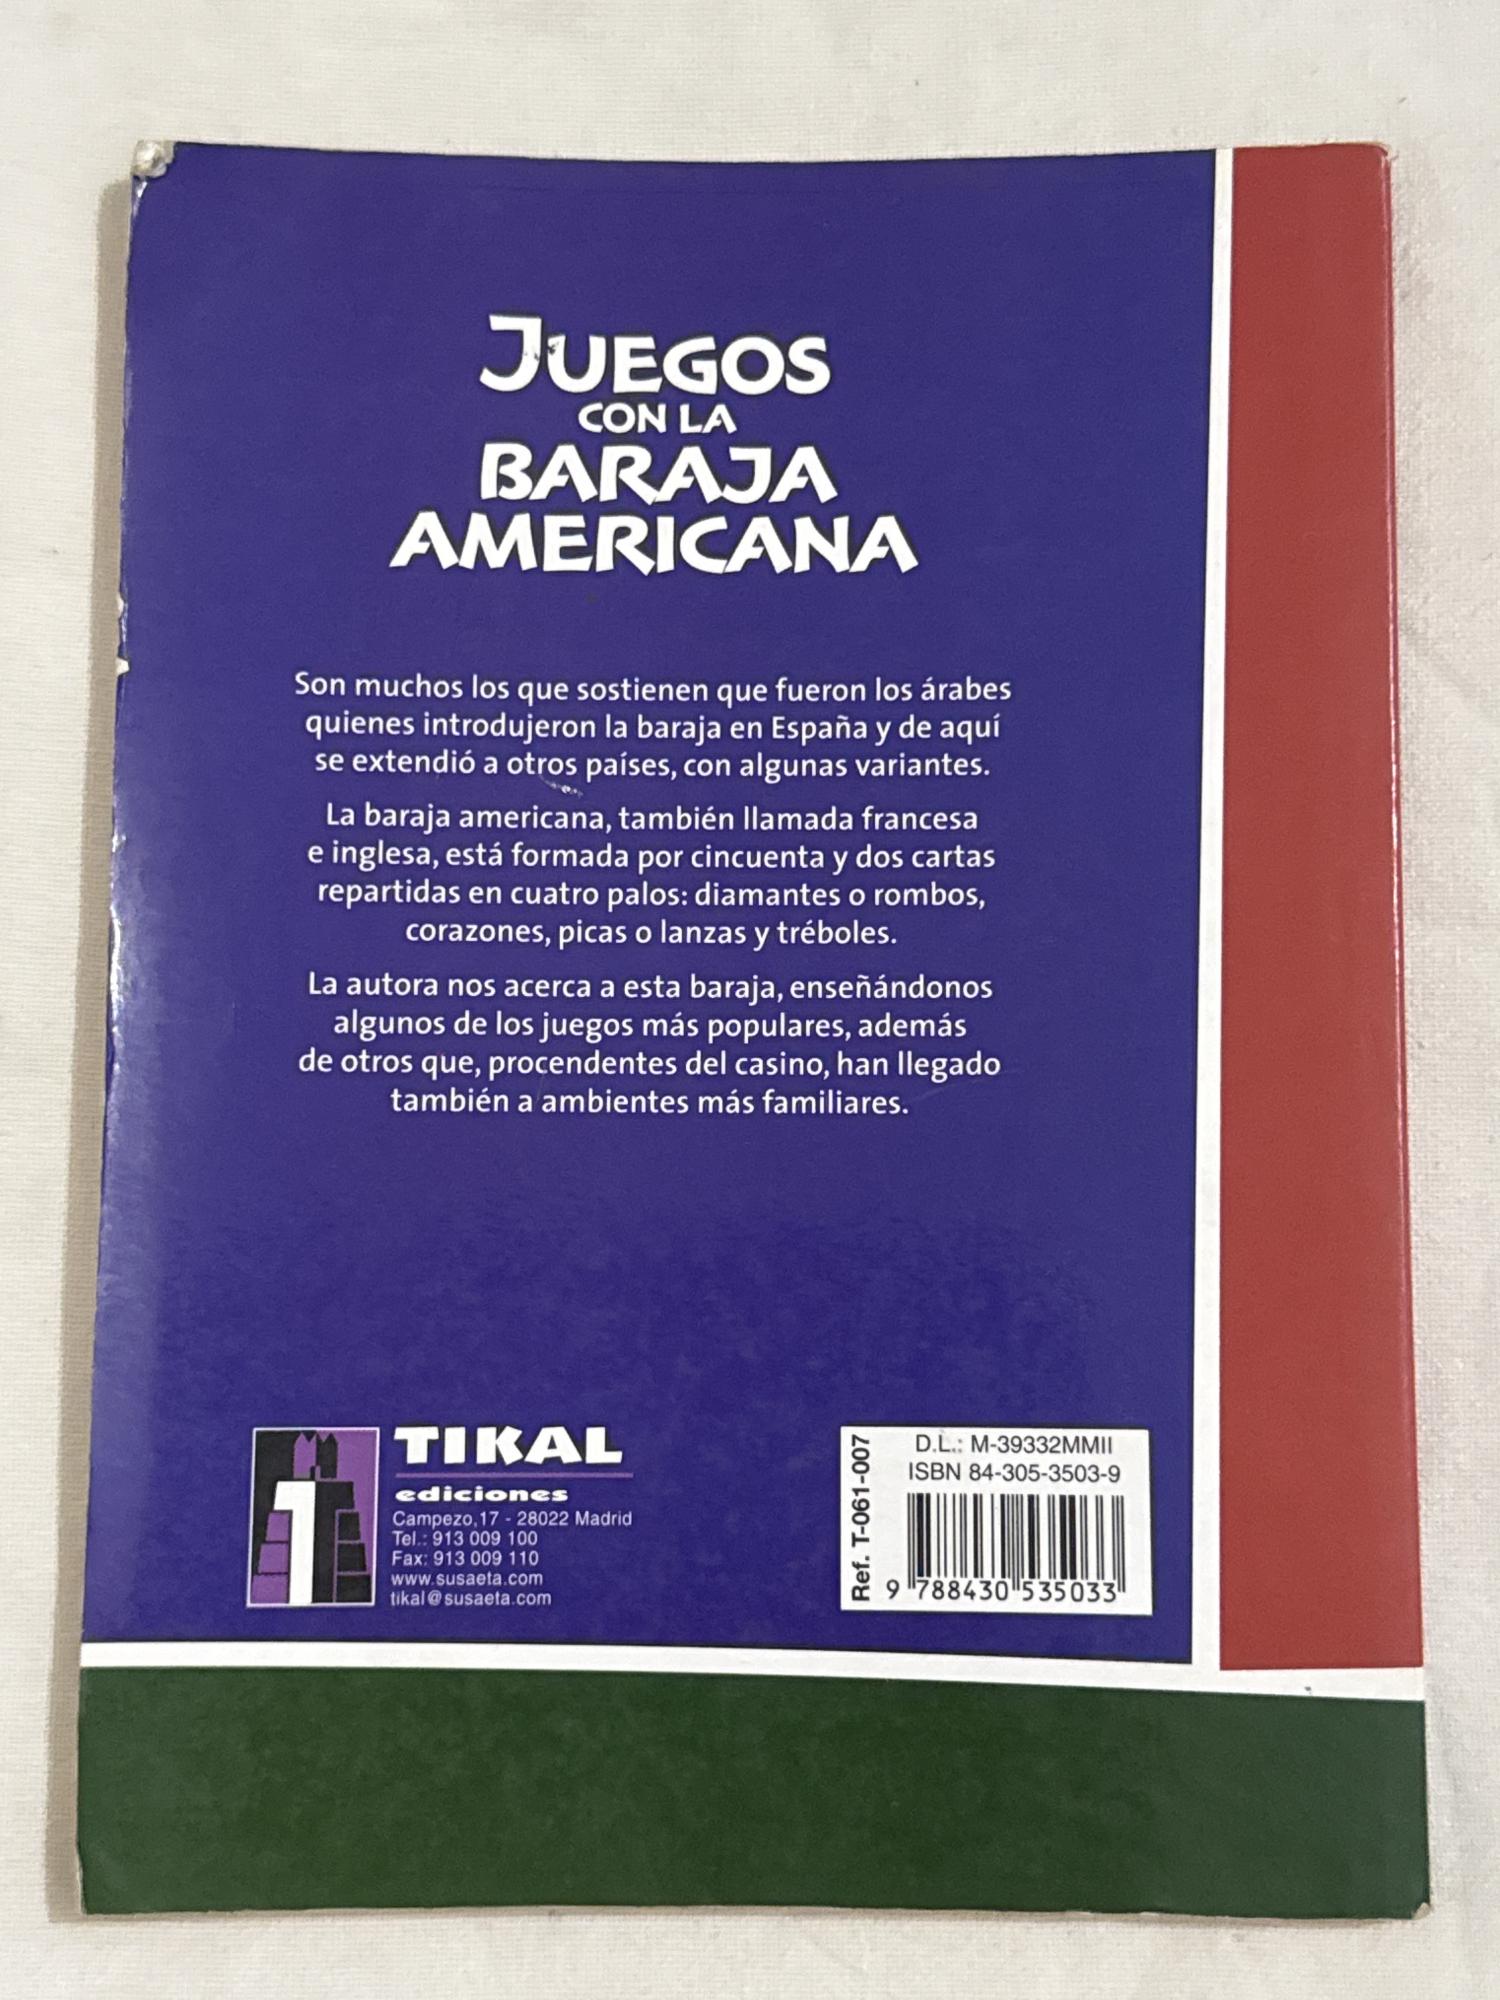 JUEGOS
CON LA
BARAJA
AMERICANA
Son muchos los que sostienen que fueron los árabes
quienes introdujeron la baraja en España y de aquí
se extendió a otros países, con algunas variantes.
La baraja americana, también llamada francesa
e inglesa, está formada por cincuenta y dos cartas
repartidas en cuatro palos: diamantes o rombos,
corazones, picas o lanzas y tréboles.
La autora nos acerca a esta baraja, enseñándonos
algunos de los juegos más populares, además
de otros que, procendentes del casino, han llegado
también a ambientes más familiares.
TIKAL
ediciones
Campezo,17 - 28022 Madrid
Tel.: 913 009 100
Fax: 913 009 110
www.susaeta.com
tikal@susaeta.com
Ref. T-061-007
D.L.: M-39332MMII
ISBN 84-305-3503-9
9 788430 535033